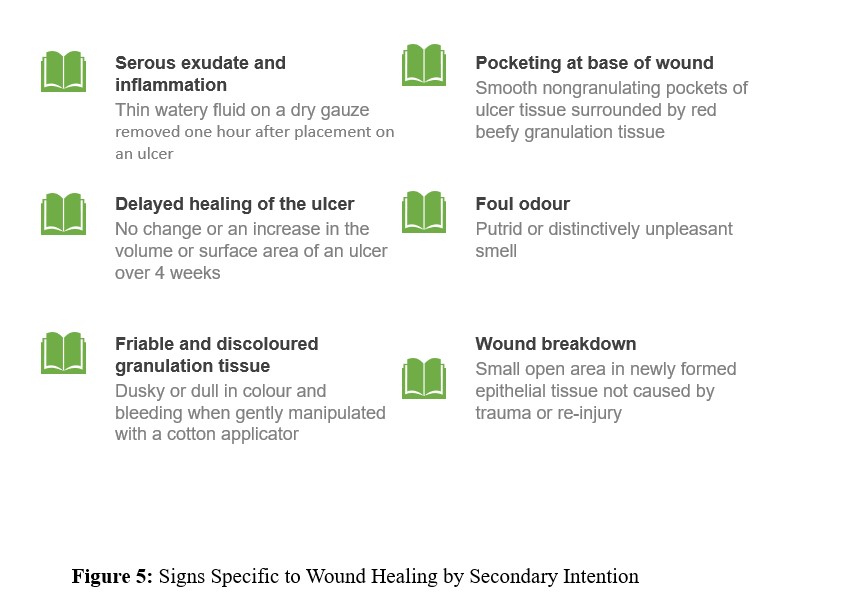 Serous exudate and
inflammation
Thin watery fluid on a dry gauze
removed one hour after placement on
an ulcer
Pocketing at base of wound
Smooth nongranulating pockets of
ulcer tissue surrounded by red
beefy granulation tissue
Delayed healing of the ulcer
No change or an increase in the
volume or surface area of an ulcer
over 4 weeks
Foul odour
Putrid or distinctively unpleasant
smell
Friable and discoloured
granulation tissue
Dusky or dull in colour and
bleeding when gently manipulated
with a cotton applicator
Wound breakdown
Small open area in newly formed
epithelial tissue not caused by
trauma or re-injury
Figure 5: Signs Specific to Wound Healing by Secondary Intention